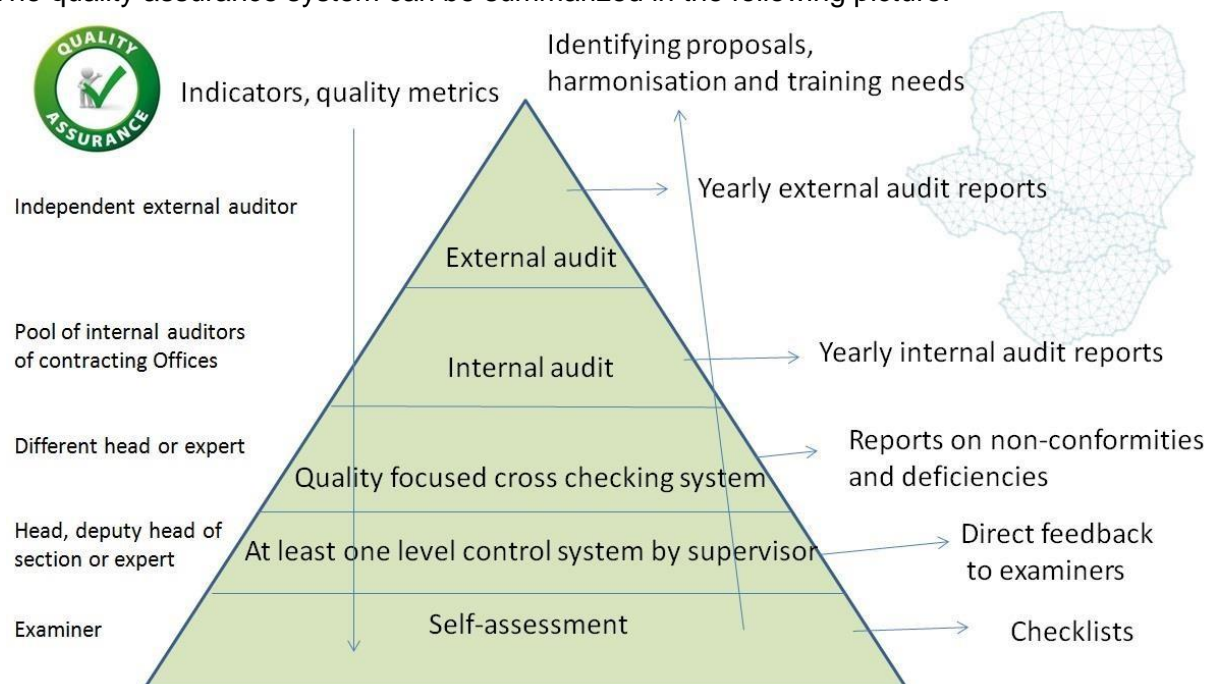 The quality assurance system can be summarized in the following picture:
QUALITY
ASSURANCE
Indicators, quality metrics
Identifying proposals,
harmonisation and training needs
Independent external auditor
Yearly external audit reports
External audit
Pool of internal auditors
of contracting Offices
Internal audit
Yearly internal audit reports
Different head or expert
Quality focused cross checking system
Reports on non-conformities
and deficiencies
Head, deputy head of
section or expert
At least one level control system by supervisor
Direct feedback
to examiners
Examiner
Self-assessment
Checklists